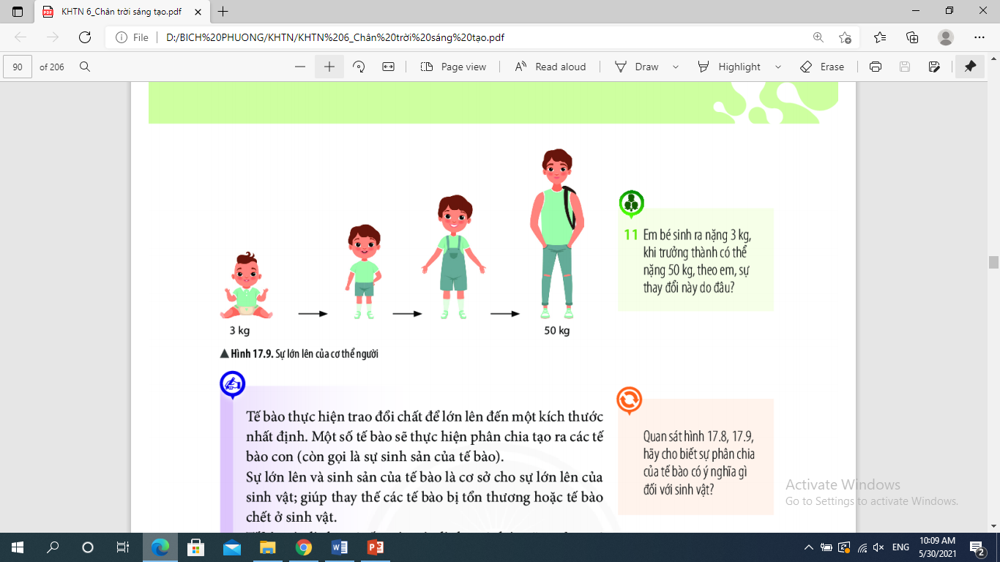 KHTN 6_Chân trời sáng tạo.pdf
File
D:/BICH%20PHUONG/KHTN/KHTN%206_Chân%20trời%20sáng%20tạo.pdf
90 of 206
Page view
Read aloud
Draw
Highlight
Erase
11 Em bé sinh ra nặng 3 kg,
khi trưởng thành có thể
nặng 50 kg, theo em, sự
thay đổi này do đâu?
3 kg
50 kg
▲ Hình 17.9. Sự lớn lên của cơ thể người
Tế bào thực hiện trao đổi chất để lớn lên đến một kích thước
nhất định. Một số tế bào sẽ thực hiện phân chia tạo ra các tế
bào con (còn gọi là sự sinh sản của tế bào).
Sự lớn lên và sinh sản của tế bào là cơ sở cho sự lớn lên của
sinh vật; giúp thay thế các tế bào bị tổn thương hoặc tế bào
chết ở sinh vật.
Quan sát hình 17.8, 17.9,
hãy cho biết sự phân chia
của tế bào có ý nghĩa gì
đối với sinh vật?
Activate Windows
Go to Settings to activate Windows.
ENG
10:09 AM
5/30/2021
2